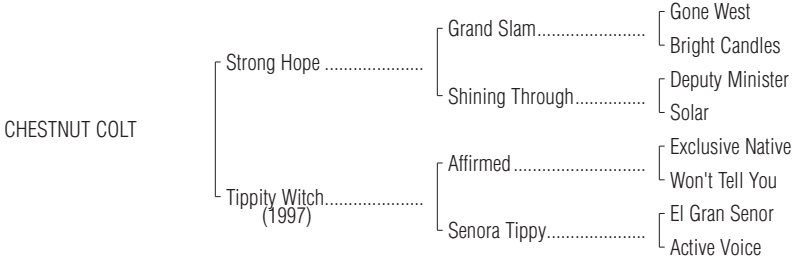 Gone West
Grand Slam......................
Bright Candles
Strong Hope ....................
Deputy Minister
Shining Through..............
Solar
CHESTNUT COLT
Exclusive Native
Affirmed..........................
Won't Tell You
Tippity Witch....................
(1997)
El Gran Senor
Senora Tippy....................
Active Voice